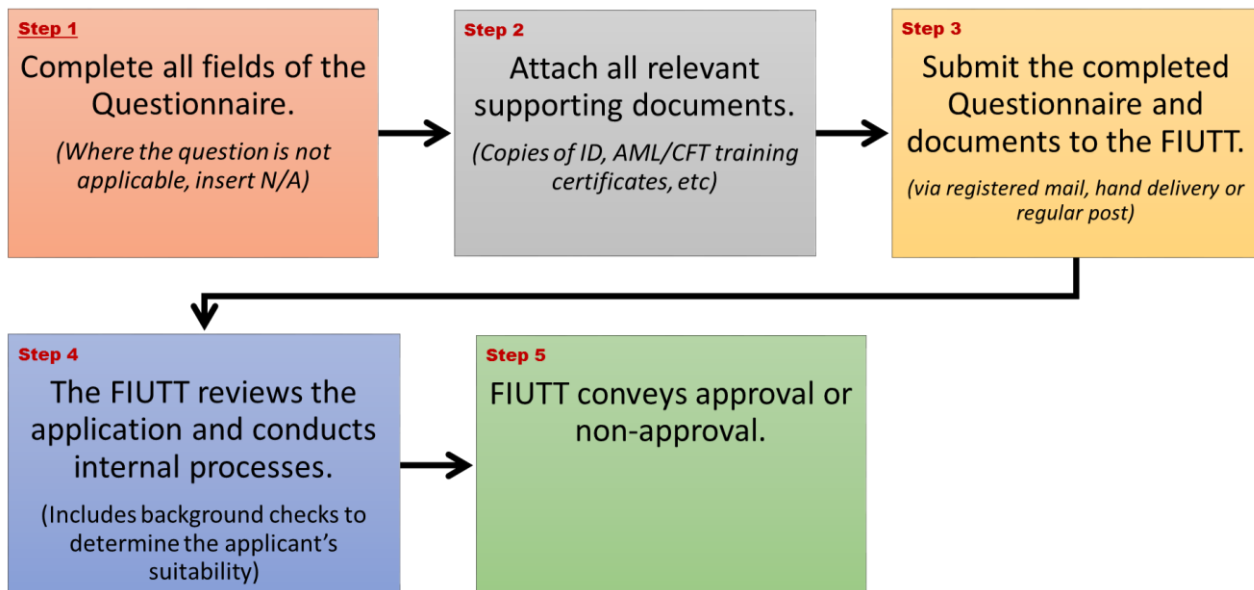 Step 1
Complete all fields of the
Questionnaire.
(Where the question is not
applicable, insert N/A)
Step 2
Attach all relevant
supporting documents.
(Copies of ID, AML/CFT training
certificates, etc)
Step 3
Submit the completed
Questionnaire and
documents to the FIUTT.
(via registered mail, hand delivery or
regular post)
Step 4
The FIUTT reviews the
application and conducts
internal processes.
(Includes background checks to
determine the applicant’s
suitability)
Step 5
FIUTT conveys approval or
non-approval.